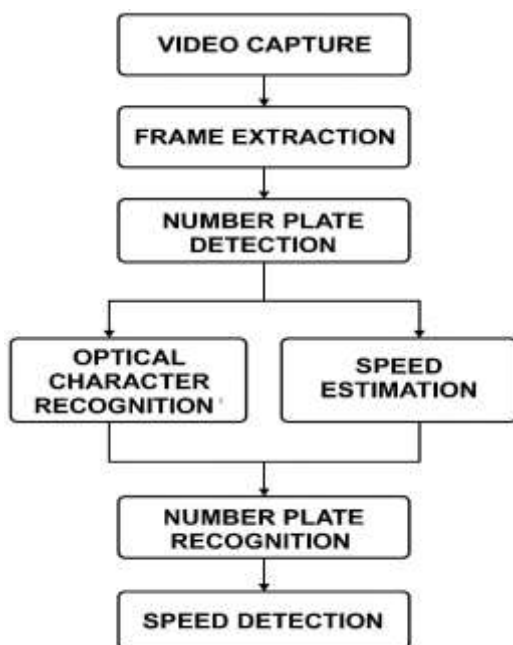 VIDEO CAPTURE
FRAME EXTRACTION
NUMBER PLATE
DETECTION
OPTICAL
CHARACTER
RECOGNITION
SPEED
ESTIMATION
NUMBER PLATE
RECOGNITION
SPEED DETECTION